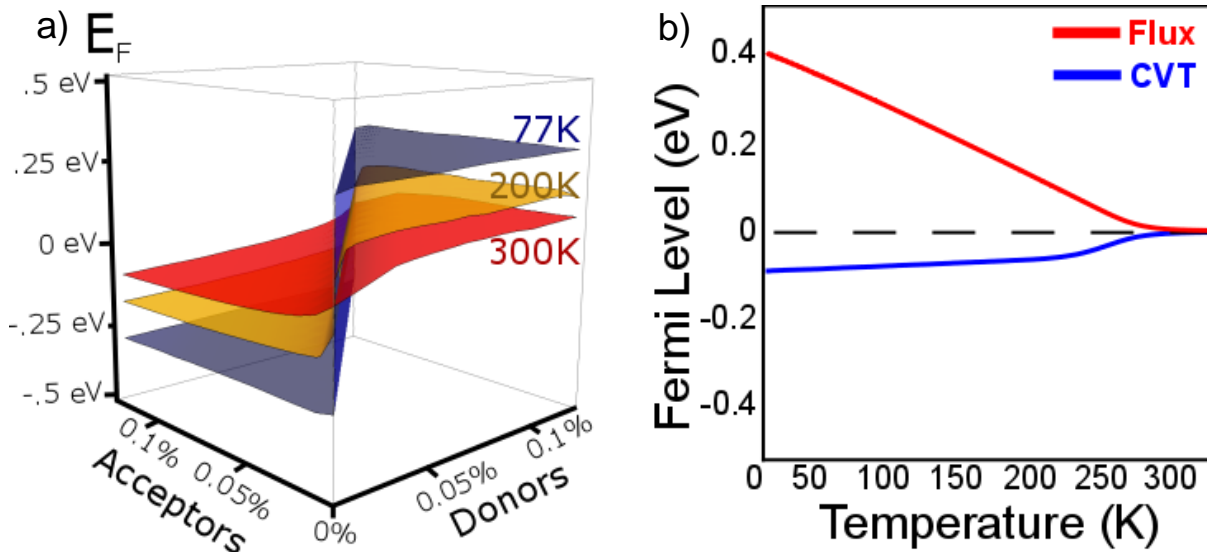 a)
E_F
.5 eV
.25 eV
0 eV
-.25 eV
-.5 eV
77K
200K
300K
0.1%
0.05%
0%
0.05%
0.1%
Acceptors
Donors
b)
Flux
CVT
0.4
0.2
0
-0.2
-0.4
Fermi Level (eV)
0 50 100 150 200 250 300
Temperature (K)